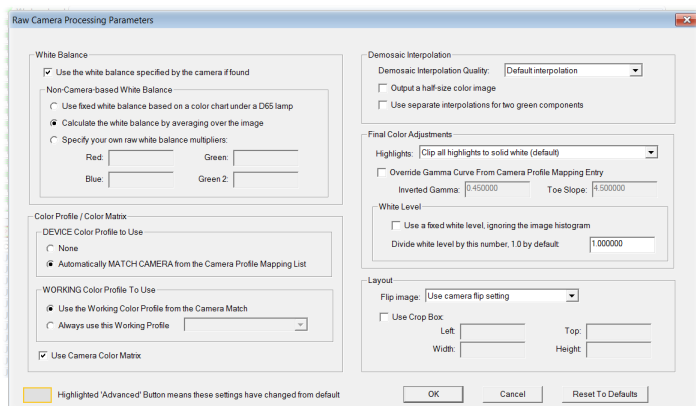 Raw Camera Processing Parameters
White Balance
Use the white balance specified by the camera if found
Non-Camera-based White Balance
Use fixed white balance based on a color chart under a D65 lamp
Calculate the white balance by averaging over the image
Specify your own raw white balance multipliers:
Red:
Green:
Blue:
Green 2:
Color Profile / Color Matrix
DEVICE Color Profile to Use
None
Automatically MATCH CAMERA from the Camera Profile Mapping List
WORKING Color Profile To Use
Use the Working Color Profile from the Camera Match
Always use this Working Profile
Use Camera Color Matrix
Demosaic Interpolation
Demosaic Interpolation Quality: Default interpolation
Output a half-size color image
Use separate interpolations for two green components
Final Color Adjustments
Highlights: Clip all highlights to solid white (default)
Override Gamma Curve From Camera Profile Mapping Entry
Inverted Gamma: 0.450000 Toe Slope: 4.500000
White Level
Use a fixed white level, ignoring the image histogram
Divide white level by this number, 1.0 by default 1.000000
Layout
Flip image: Use camera flip setting
Use Crop Box:
Left:
Top:
Width:
Height:
Highlighted 'Advanced' Button means these settings have changed from default
OK
Cancel
Reset To Defaults